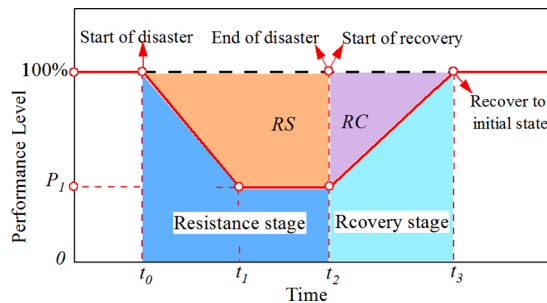 Start of disaster
End of disaster
Start of recovery
100%
Recover to
initial state
RS
RC
Performance Level
P1
Resistance stage
Rcovery stage
0
t0
t1
t2
t3
Time